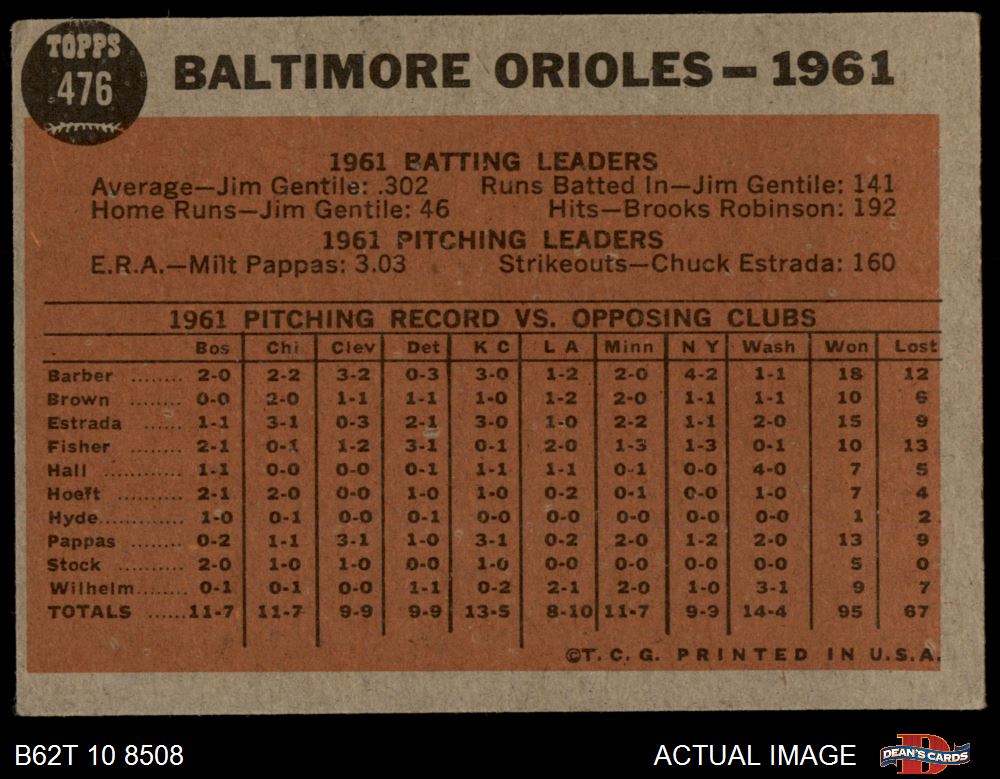 TOPPS
476
BALTIMORE ORIOLES—1961
1961 BATTING LEADERS
Average—Jim Gentile: .302 Runs Batted In—Jim Gentile: 141
Home Runs—Jim Gentile: 46 Hits—Brooks Robinson: 192
1961 PITCHING LEADERS
E.R.A.—Milt Pappas: 3.03 Strikeouts—Chuck Estrada: 160
1961 PITCHING RECORD VS. OPPOSING CLUBS
Bos Chi Clev Det K C L A Minn N Y Wash Won Lost
Barber ....... 2-0 2-2 3-2 0-3 3-0 1-2 2-0 4-2 1-1 18 12
Brown ........ 0-0 2-0 1-1 1-1 1-0 1-2 2-0 1-1 1-1 10 6
Estrada ..... 1-1 3-1 0-3 2-1 3-0 1-0 2-2 1-1 2-0 15 9
Fisher ........ 2-1 0-1 1-2 3-1 0-1 2-0 1-3 1-3 0-1 10 13
Hall ........... 1-1 0-0 0-0 0-1 1-1 1-1 0-1 0-0 4-0 7 5
Hoeft ......... 2-1 2-0 0-0 1-0 1-0 0-2 0-1 0-0 1-0 7 4
Hyde............ 1-0 0-1 0-0 0-1 0-0 0-0 0-0 0-0 0-0 1 2
Pappas ....... 0-2 1-1 3-1 1-0 3-1 0-2 2-0 1-2 2-0 13 9
Stock ......... 2-0 1-0 1-0 0-0 1-0 0-0 0-0 0-0 0-0 5 0
Wilhelm....... 0-1 0-1 0-0 1-1 0-2 2-1 2-0 1-0 3-1 9 7
TOTALS .....11-7 11-7 9-9 9-9 13-5 8-10 11-7 9-9 14-4 95 67
©T. C. G. PRINTED IN U.S.A.
B62T 10 8508 ACTUAL IMAGE DEAN'S CARDS